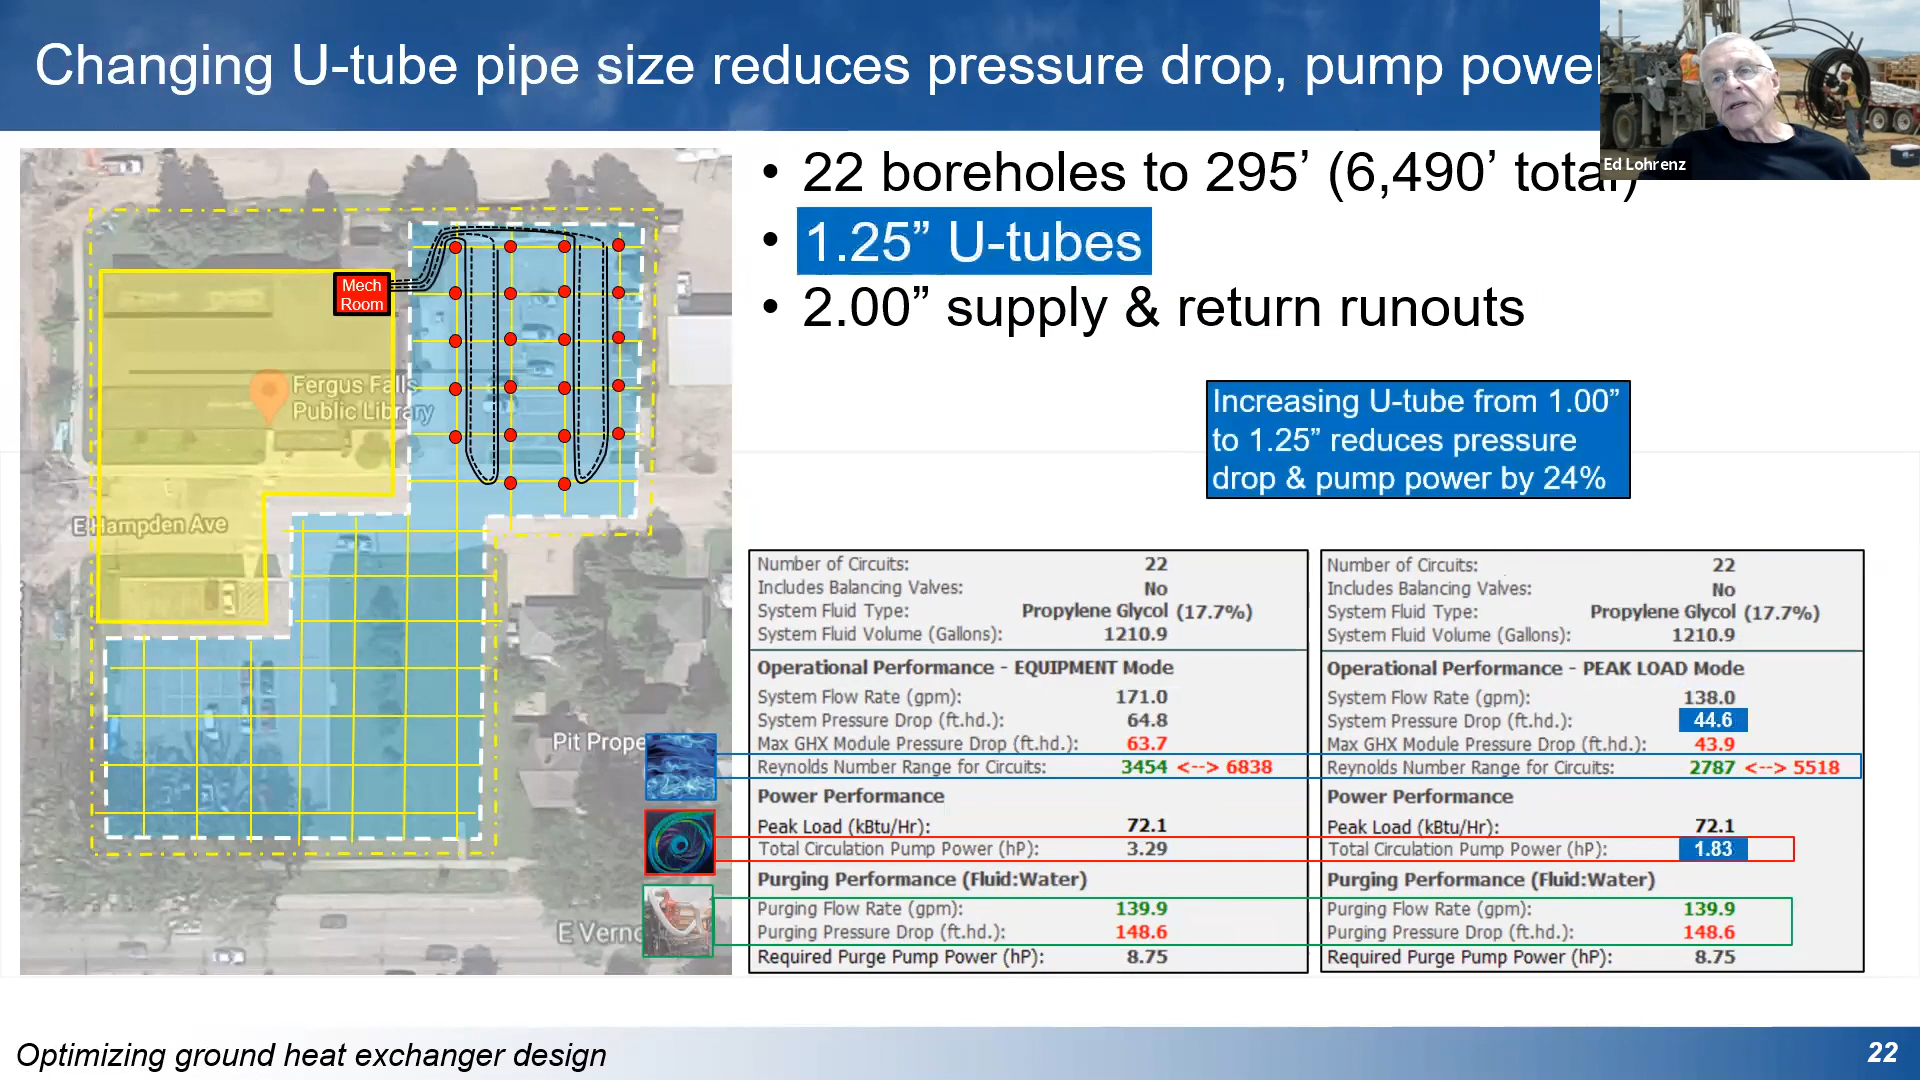 Changing U-tube pipe size reduces pressure drop, pump power
Ed Lohrenz
• 22 boreholes to 295’ (6,490’ total)
• 1.25” U-tubes
• 2.00” supply & return runouts
Mech
Room
Fergus Falls
Public Library
E Hampden Ave
Pit Prope
E Verno
Increasing U-tube from 1.00”
to 1.25” reduces pressure
drop & pump power by 24%
Number of Circuits: 22
Includes Balancing Valves: No
System Fluid Type: Propylene Glycol (17.7%)
System Fluid Volume (Gallons): 1210.9
Operational Performance - EQUIPMENT Mode
System Flow Rate (gpm): 171.0
System Pressure Drop (ft.hd.): 64.8
Max GHX Module Pressure Drop (ft.hd.): 63.7
Reynolds Number Range for Circuits: 3454 <--> 6838
Power Performance
Peak Load (kBtu/Hr): 72.1
Total Circulation Pump Power (hP): 3.29
Purging Performance (Fluid:Water)
Purging Flow Rate (gpm): 139.9
Purging Pressure Drop (ft.hd.): 148.6
Required Purge Pump Power (hP): 8.75
Number of Circuits: 22
Includes Balancing Valves: No
System Fluid Type: Propylene Glycol (17.7%)
System Fluid Volume (Gallons): 1210.9
Operational Performance - PEAK LOAD Mode
System Flow Rate (gpm): 138.0
System Pressure Drop (ft.hd.): 44.6
Max GHX Module Pressure Drop (ft.hd.): 43.9
Reynolds Number Range for Circuits: 2787 <--> 5518
Power Performance
Peak Load (kBtu/Hr): 72.1
Total Circulation Pump Power (hP): 1.83
Purging Performance (Fluid:Water)
Purging Flow Rate (gpm): 139.9
Purging Pressure Drop (ft.hd.): 148.6
Required Purge Pump Power (hP): 8.75
Optimizing ground heat exchanger design
22